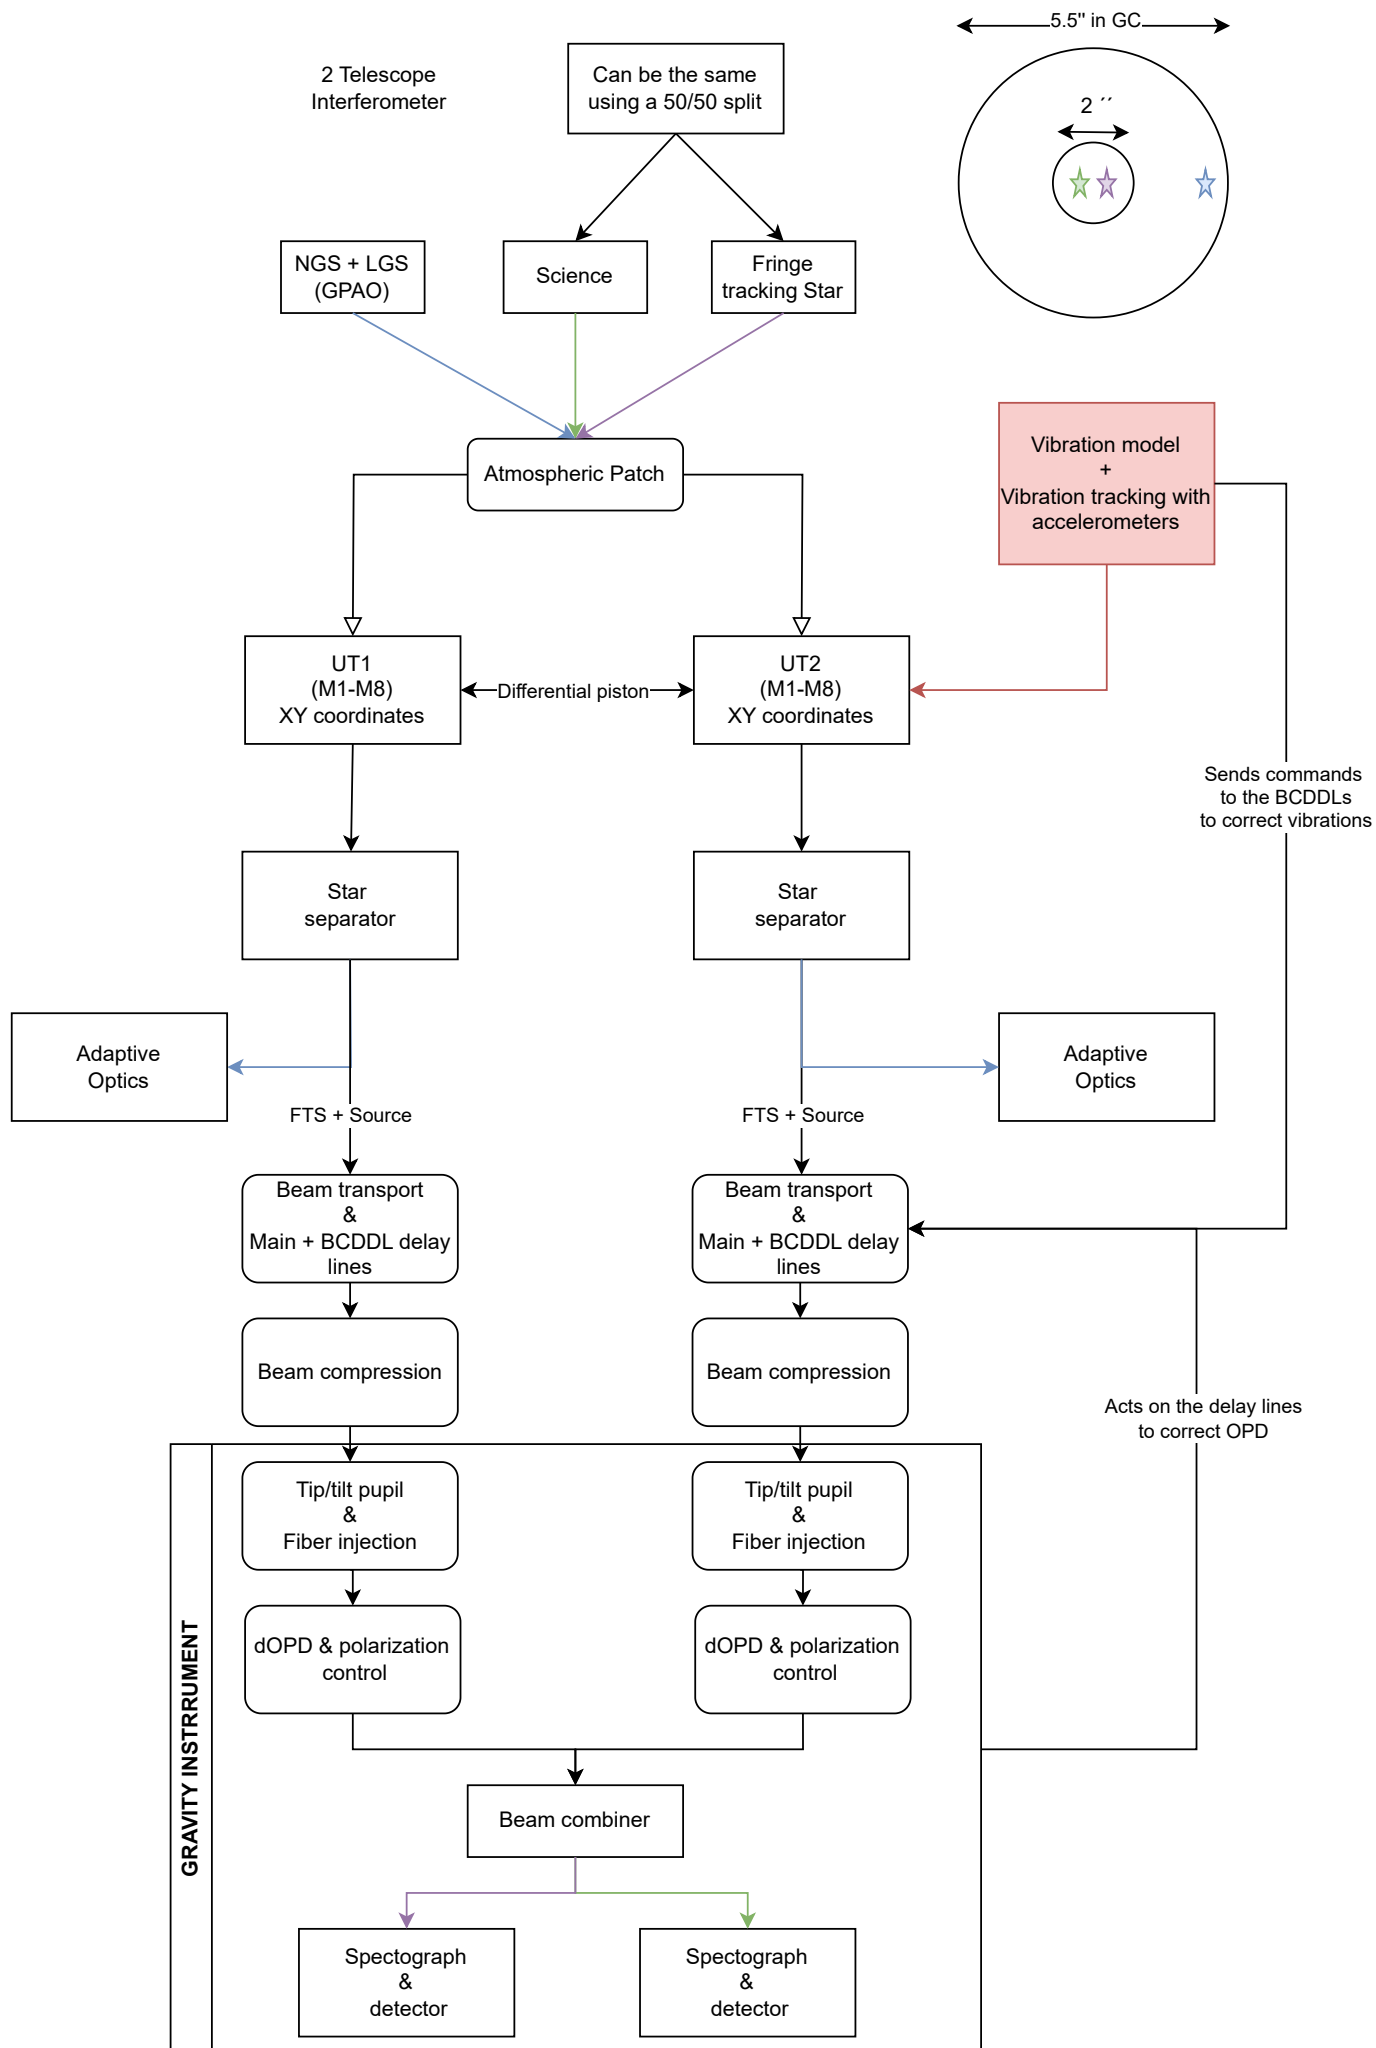 5.5" in GC
2 ´´
2 Telescope
Interferometer
Can be the same
using a 50/50 split
NGS + LGS
(GPAO)
Science
Fringe
tracking Star
Atmospheric Patch
Vibration model
+
Vibration tracking with
accelerometers
UT1
(M1-M8)
XY coordinates
Differential piston
UT2
(M1-M8)
XY coordinates
Sends commands
to the BCDDLs
to correct vibrations
Star
separator
Star
separator
Adaptive
Optics
Adaptive
Optics
FTS + Source
FTS + Source
Beam transport
&
Main + BCDDL delay
lines
Beam transport
&
Main + BCDDL delay
lines
Beam compression
Beam compression
Acts on the delay lines
to correct OPD
GRAVITY INSTRRUMENT
Tip/tilt pupil
&
Fiber injection
Tip/tilt pupil
&
Fiber injection
dOPD & polarization
control
dOPD & polarization
control
Beam combiner
Spectograph
&
detector
Spectograph
&
detector